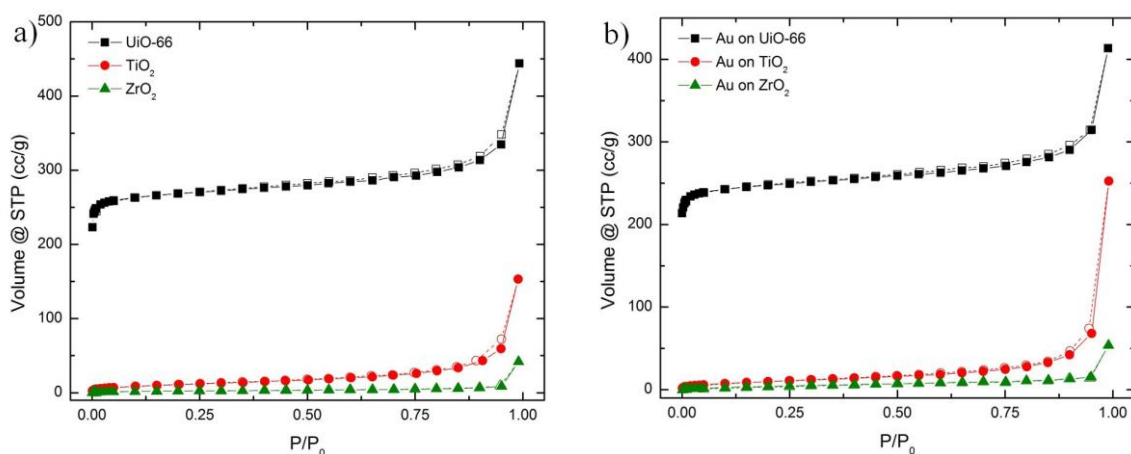 a)
500
400
300
200
100
0
Volume @ STP (cc/g)
UiO-66
TiO₂
ZrO₂
0.00 0.25 0.50 0.75 1.00
P/P₀
b)
400
300
200
100
0
Volume @ STP (cc/g)
Au on UiO-66
Au on TiO₂
Au on ZrO₂
0.00 0.25 0.50 0.75 1.00
P/P₀